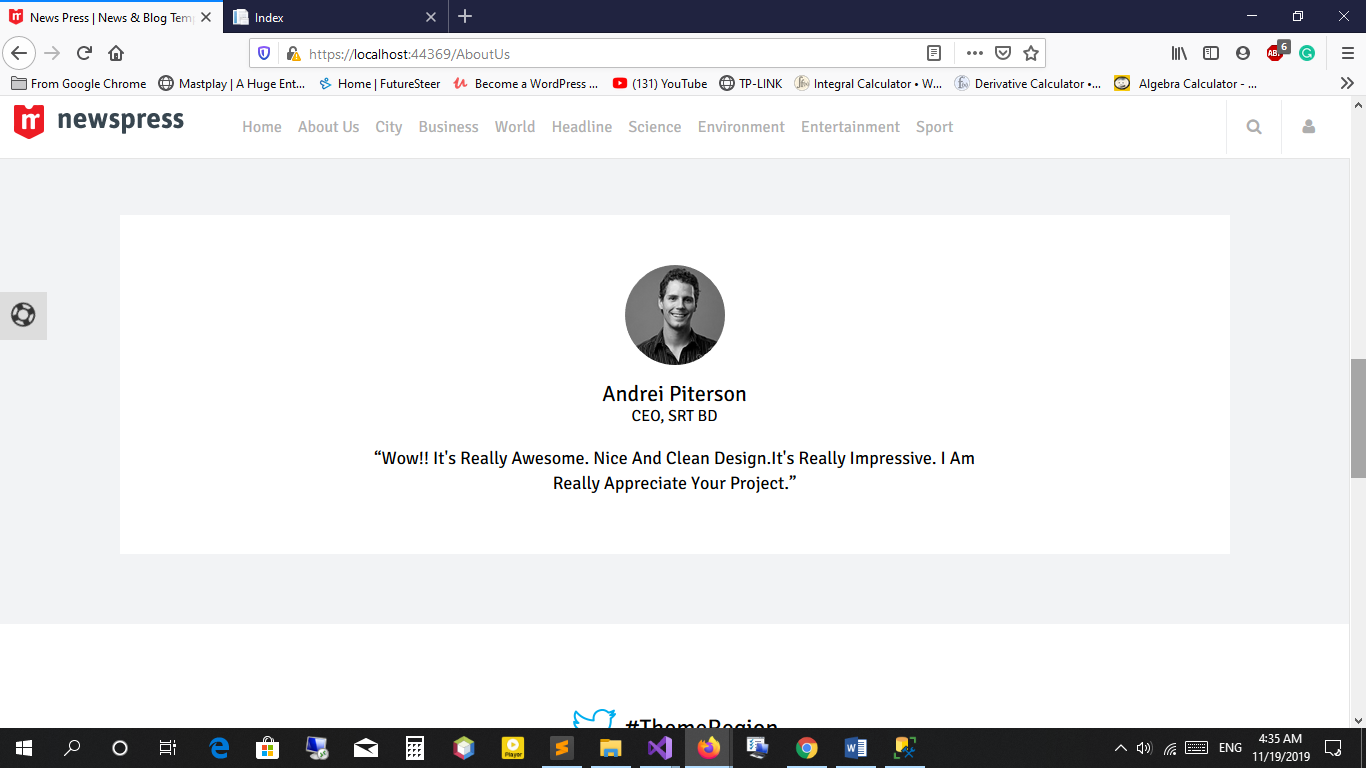 News Press | News & Blog Tem
Index
https://localhost:44369/AboutUs
6
From Google Chrome
Mastplay | A Huge Ent...
Home | FutureSteer
Become a WordPress ...
(131) YouTube
TP-LINK
Integral Calculator • W...
Derivative Calculator •...
Algebra Calculator - ...
newspress
Home About Us City Business World Headline Science Environment Entertainment Sport
Andrei Piterson
CEO, SRT BD
“Wow!! It's Really Awesome. Nice And Clean Design.It's Really Impressive. I Am
Really Appreciate Your Project.”
#ThemeRegion
Player
ENG
4:35 AM
11/19/2019